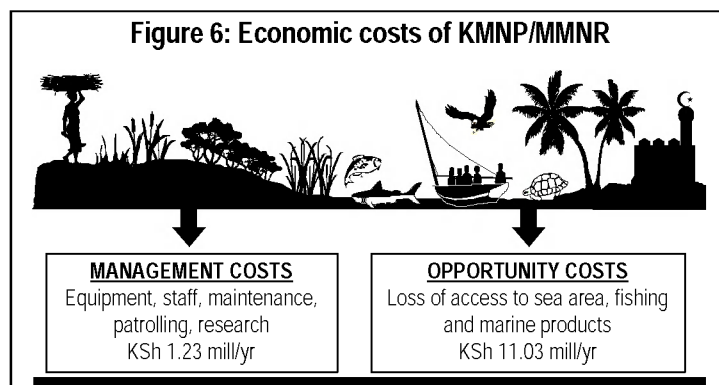 Figure 6: Economic costs of KMNP/MMNR
MANAGEMENT COSTS
Equipment, staff, maintenance,
patrolling, research
KSh 1.23 mill/yr
OPPORTUNITY COSTS
Loss of access to sea area, fishing
and marine products
KSh 11.03 mill/yr